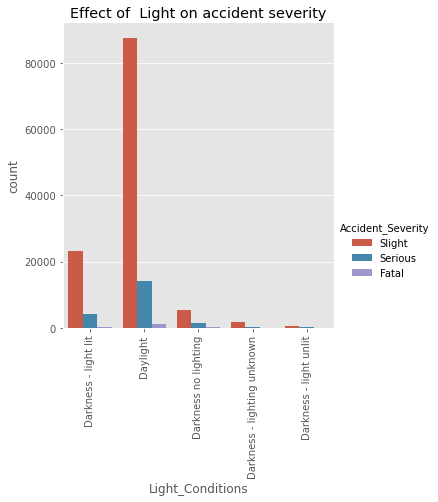 Effect of  Light on accident severity
80000
60000
40000
20000
0
count
Darkness - light lit
Daylight
Darkness no lighting
Darkness - lighting unknown
Darkness - light unlit
Light_Conditions
Accident_Severity
Slight
Serious
Fatal